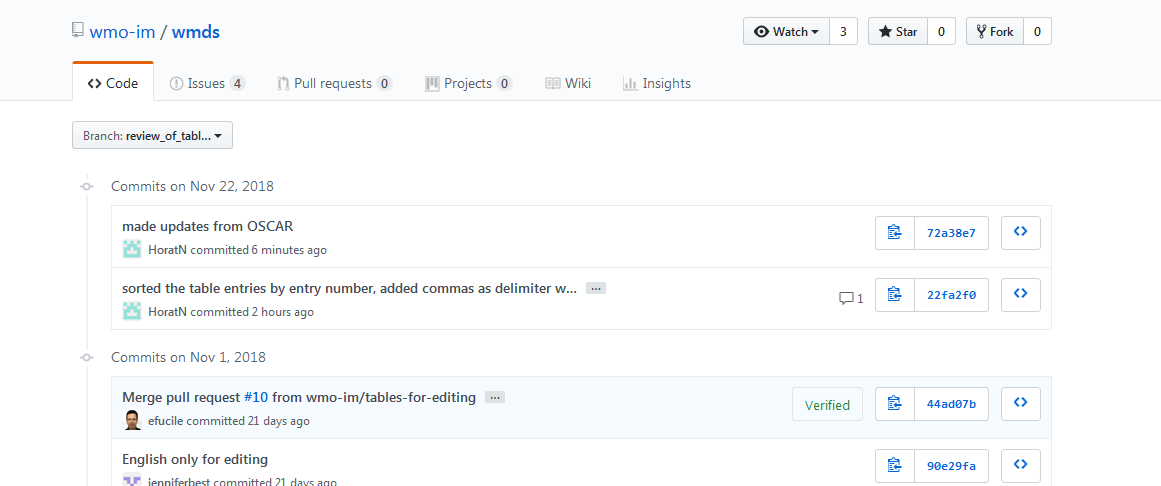 wmo-im / wmds
Watch 3 Star 0 Fork 0
Code Issues 4 Pull requests 0 Projects 0 Wiki Insights
Branch: review_of_tabl...
Commits on Nov 22, 2018
made updates from OSCAR
72a38e7
HoratN committed 6 minutes ago
sorted the table entries by entry number, added commas as delimiter w... ...
1 22fa2f0
HoratN committed 2 hours ago
Commits on Nov 1, 2018
Merge pull request #10 from wmo-im/tables-for-editing ...
Verified 44ad07b
efucile committed 21 days ago
English only for editing
90e29fa
jenniferbest committed 21 days ago